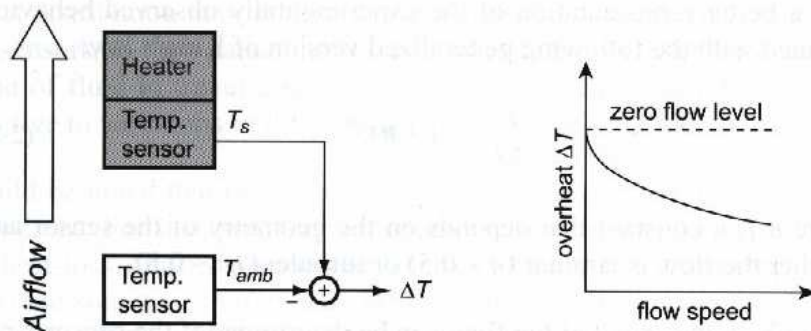 Airflow
Heater
Temp.
sensor
T_s
Temp.
sensor
T_amb
−
+
ΔT
overheat ΔT
zero flow level
flow speed